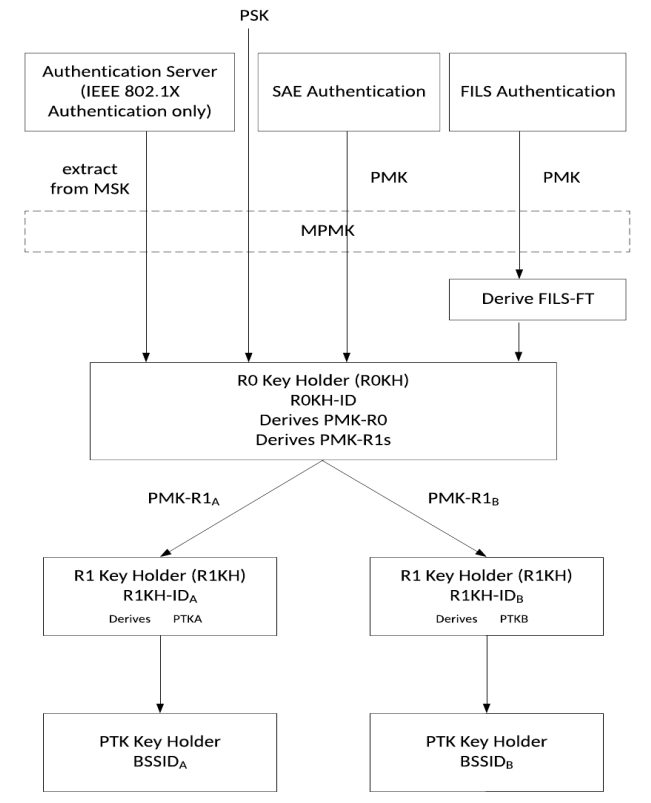 PSK
Authentication Server
(IEEE 802.1X
Authentication only)
SAE Authentication
FILS Authentication
extract
from MSK
PMK
PMK
MPMK
Derive FILS-FT
R0 Key Holder (R0KH)
R0KH-ID
Derives PMK-R0
Derives PMK-R1s
PMK-R1A
PMK-R1B
R1 Key Holder (R1KH)
R1KH-IDA
Derives PTKA
R1 Key Holder (R1KH)
R1KH-IDB
Derives PTKB
PTK Key Holder
BSSIDA
PTK Key Holder
BSSIDB